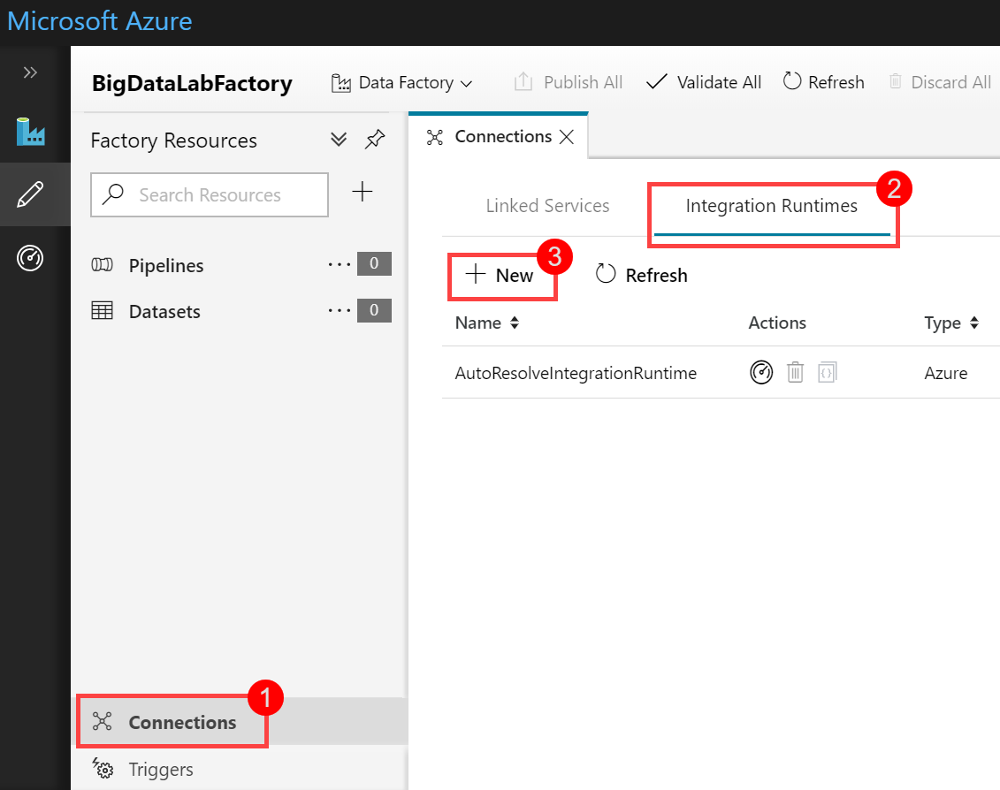 Microsoft Azure
BigDataLabFactory Data Factory Publish All Validate All Refresh Discard All
Factory Resources
Search Resources
Pipelines 0
Datasets 0
1
Connections
Triggers
Connections
2
Linked Services Integration Runtimes
3
New Refresh
Name Actions Type
AutoResolveIntegrationRuntime Azure